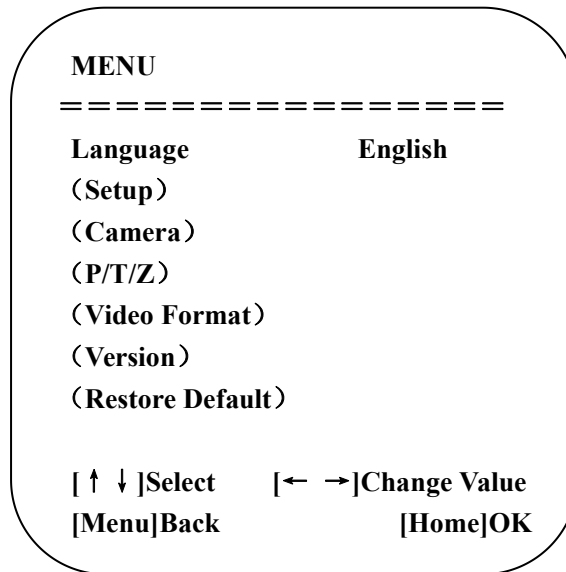 MENU
================
Language English
（Setup）
（Camera）
（P/T/Z）
（Video Format）
（Version）
（Restore Default）
[↑ ↓]Select [← →]Change Value
[Menu]Back [Home]OK